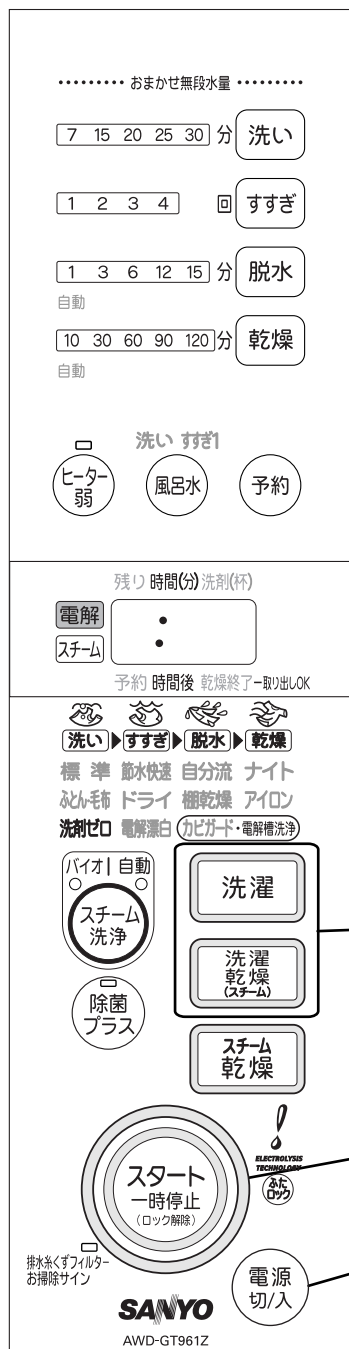 おまかせ無段水量
7 15 20 25 30 分 洗い
1 2 3 4 回 すすぎ
1 3 6 12 15 分 脱水
自動
10 30 60 90 120 分 乾燥
自動
洗い すすぎ1
ヒーター弱 風呂水 予約
残り 時間(分) 洗剤(杯)
電解 :
スチーム :
予約 時間後 乾燥終了ー取り出しOK
洗い▶すすぎ▶脱水▶乾燥
標準 節水快速 自分流 ナイト
ふとん・毛布 ドライ 棚乾燥 アイロン
洗剤ゼロ 電解漂白 カビガード・電解槽洗浄
バイオ 自動
スチーム
洗浄
洗濯
洗濯
乾燥
(スチーム)
除菌
プラス
スチーム
乾燥
ELECTROLYSIS
TECHNOLOGY
ふた
ロック
スタート
一時停止
(ロック解除)
排水糸くずフィルター
お掃除サイン
電源
切/入
SANYO
AWD-GT961Z